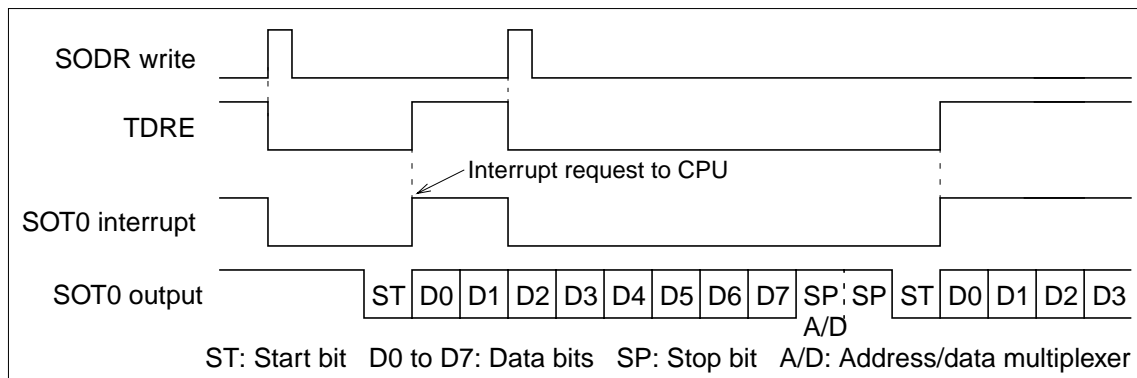 SODR write
TDRE
Interrupt request to CPU
SOT0 interrupt
SOT0 output
ST D0 D1 D2 D3 D4 D5 D6 D7 SP SP ST D0 D1 D2 D3
A/D
ST: Start bit D0 to D7: Data bits SP: Stop bit A/D: Address/data multiplexer